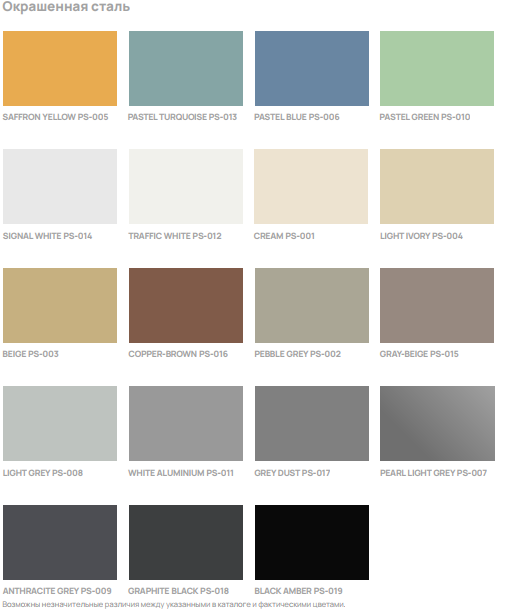 Окрашенная сталь
SAFFRON YELLOW PS-005 PASTEL TURQUOISE PS-013 PASTEL BLUE PS-006 PASTEL GREEN PS-010
SIGNAL WHITE PS-014 TRAFFIC WHITE PS-012 CREAM PS-001 LIGHT IVORY PS-004
BEIGE PS-003 COPPER-BROWN PS-016 PEBBLE GREY PS-002 GRAY-BEIGE PS-015
LIGHT GREY PS-008 WHITE ALUMINIUM PS-011 GREY DUST PS-017 PEARL LIGHT GREY PS-007
ANTHRACITE GREY PS-009 GRAPHITE BLACK PS-018 BLACK AMBER PS-019
Возможны незначительные различия между указанными в каталоге и фактическими цветами.